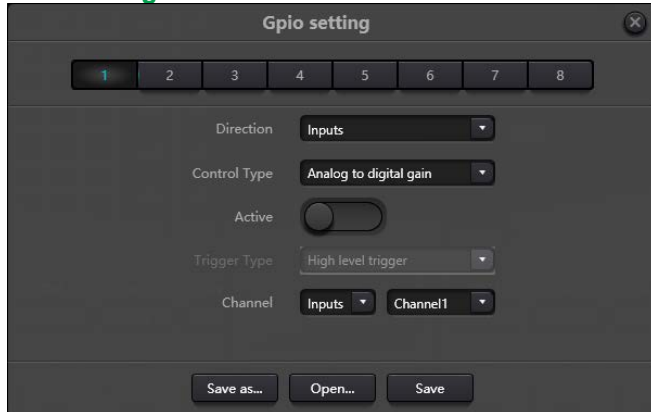 Gpio setting
1 2 3 4 5 6 7 8
Direction Inputs
Control Type Analog to digital gain
Active
Trigger Type High level trigger
Channel Inputs Channel1
Save as... Open... Save